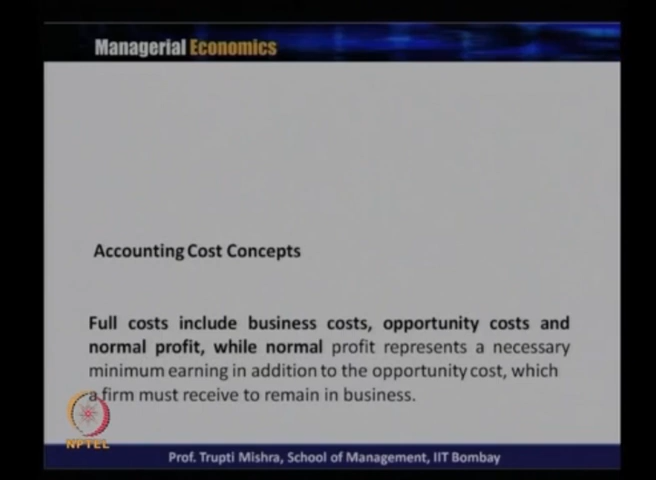 Managerial Economics
Accounting Cost Concepts
Full costs include business costs, opportunity costs and
normal profit, while normal profit represents a necessary
minimum earning in addition to the opportunity cost, which
a firm must receive to remain in business.
NPTEL
Prof. Trupti Mishra, School of Management, IIT Bombay